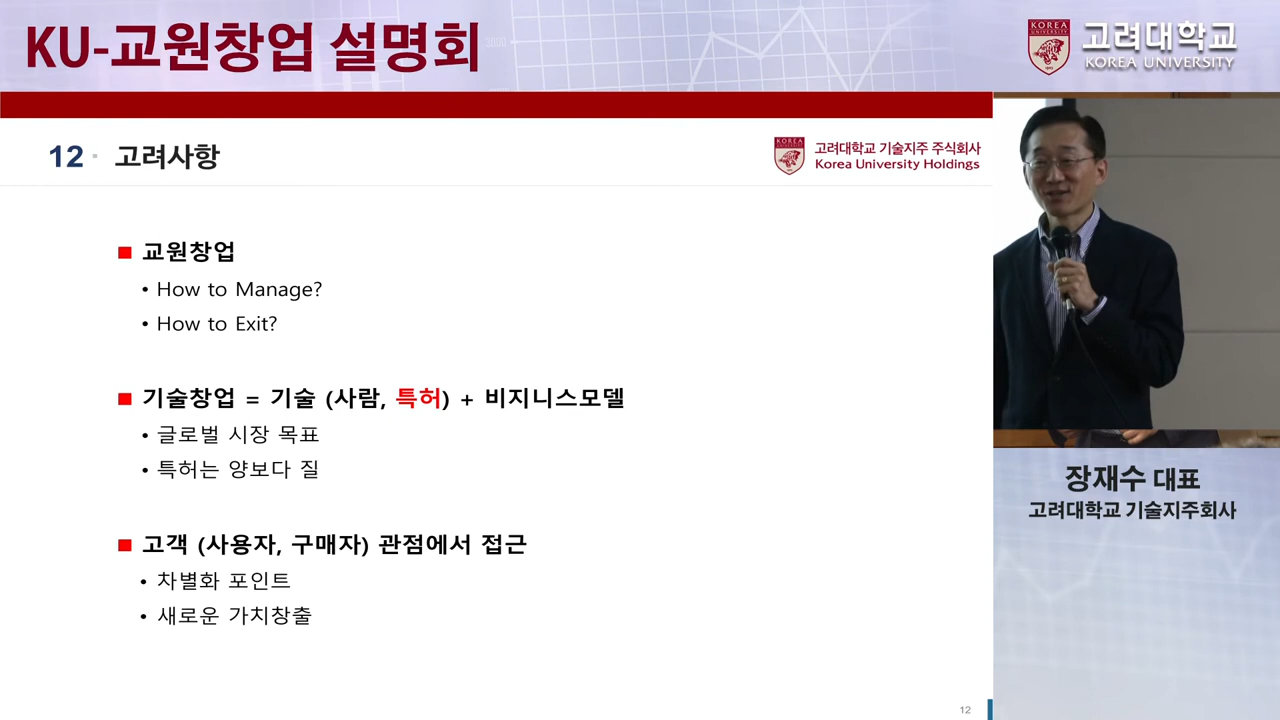 KU-교원창업 설명회
KOREA
UNIVERSITY
고려대학교
KOREA UNIVERSITY
12 고려사항
KOREA
UNIVERSITY
고려대학교 기술지주 주식회사
Korea University Holdings
교원창업
• How to Manage?
• How to Exit?
기술창업 = 기술 (사람, 특허) + 비지니스모델
• 글로벌 시장 목표
• 특허는 양보다 질
고객 (사용자, 구매자) 관점에서 접근
• 차별화 포인트
• 새로운 가치창출
장재수 대표
고려대학교 기술지주회사
12